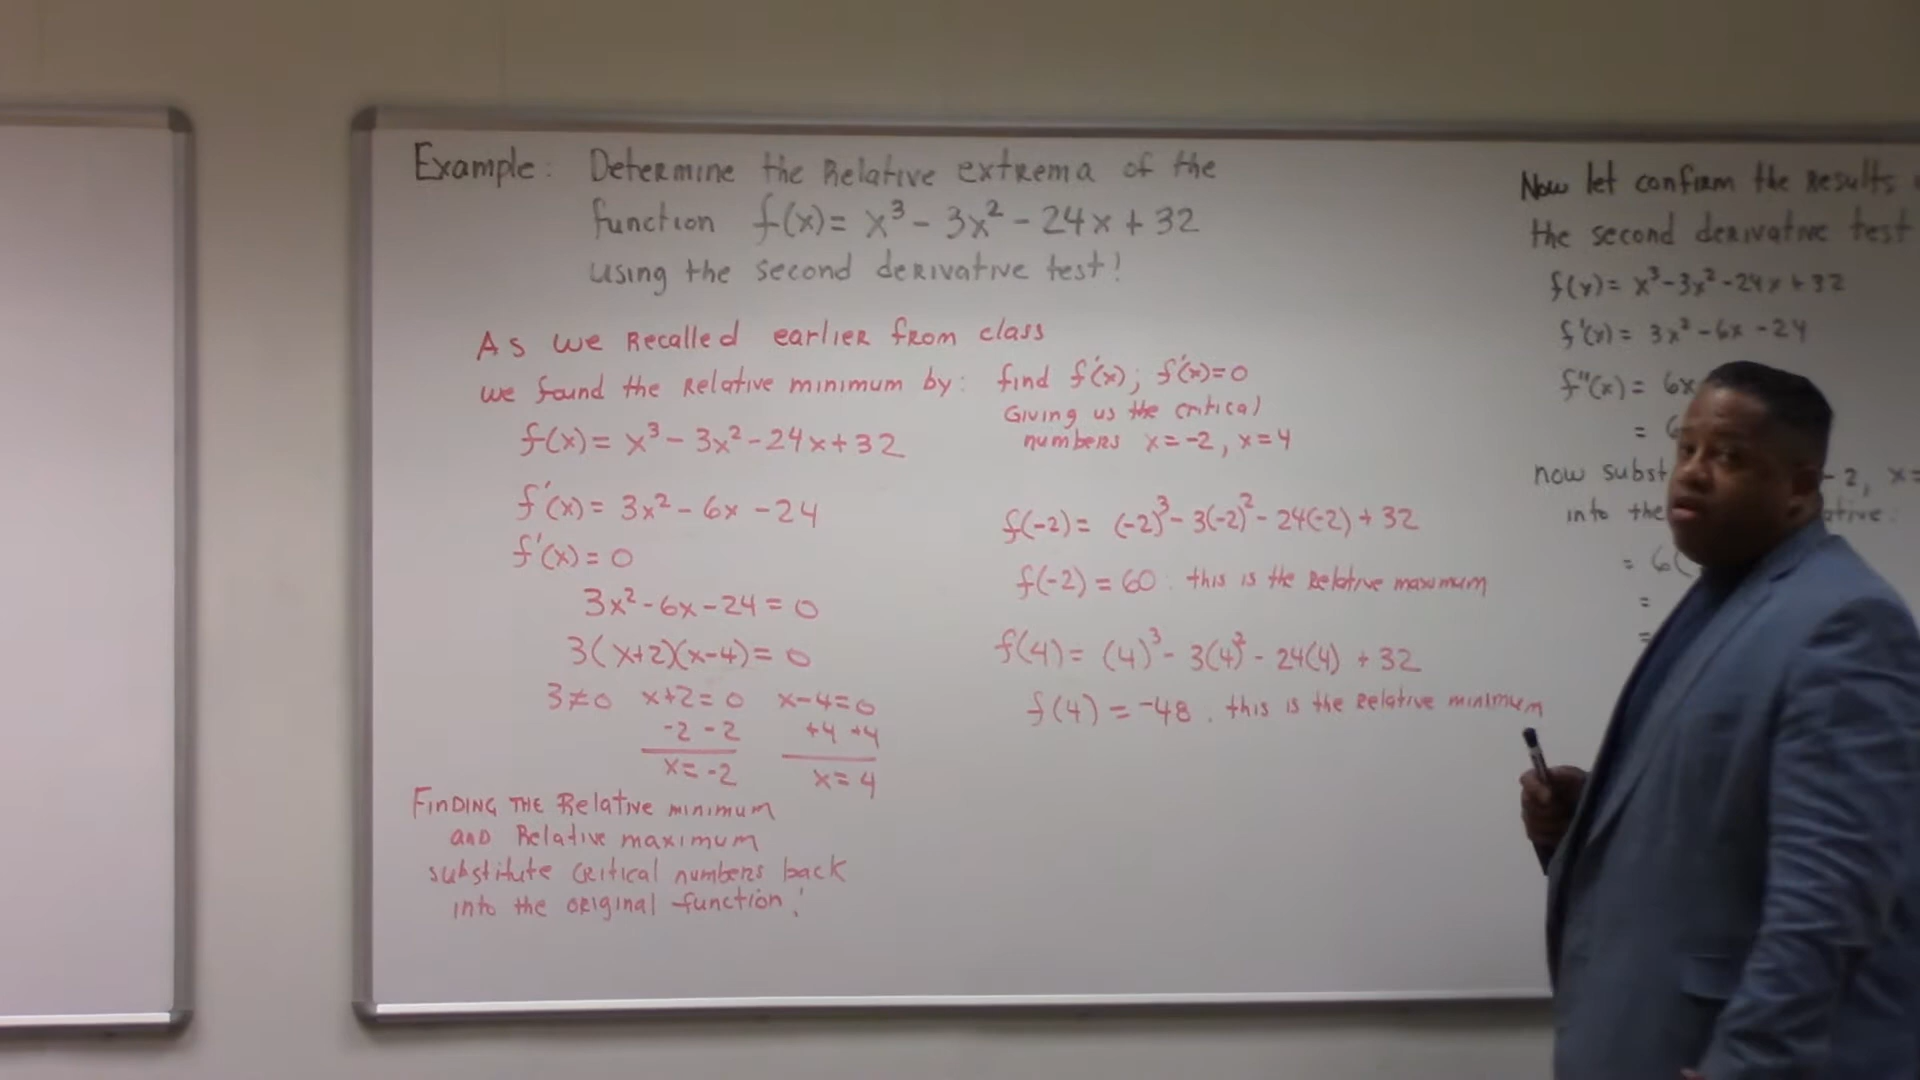 Example: Determine the Relative extrema of the
function f(x) = x³ - 3x² - 24x + 32
using the second derivative test!
As we Recalled earlier from class
we found the relative minimum by:
f(x) = x³ - 3x² - 24x + 32
f'(x) = 3x² - 6x - 24
f'(x) = 0
3x² - 6x - 24 = 0
3(x+2)(x-4) = 0
3≠0 x+2=0 x-4=0
-2 -2 +4 +4
x = -2 x = 4
FINDING THE Relative minimum
AND Relative maximum
substitute critical numbers back
into the original function!
find f'(x); f'(x)=0
Giving us the critical
numbers x=-2, x=4
f(-2) = (-2)³ - 3(-2)² - 24(-2) + 32
f(-2) = 60. this is the relative maximum
f(4) = (4)³ - 3(4)² - 24(4) + 32
f(4) = -48. this is the relative minimum
Now let confirm the results
the second derivative test
f(x) = x³ - 3x² - 24x + 32
f'(x) = 3x² - 6x - 24
f"(x) = 6x
=
now -2, x=
into the
= 6(
=
=